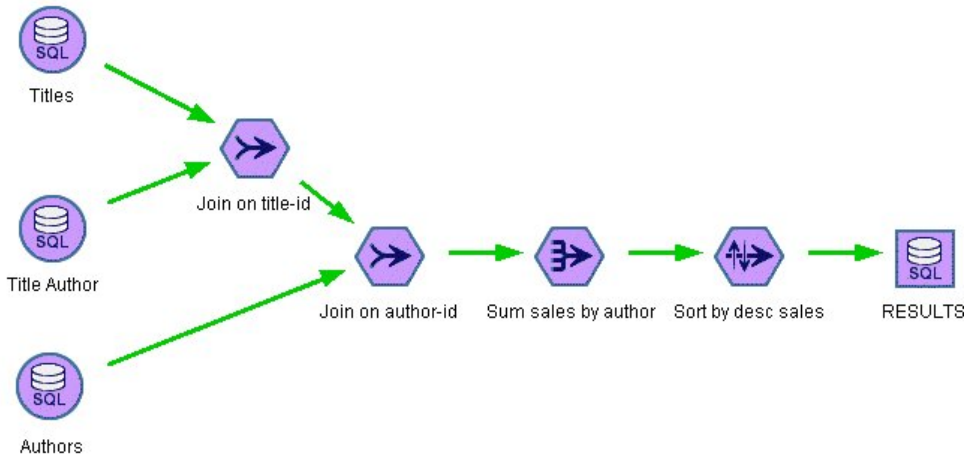 SQL
Titles
Join on title-id
SQL
Title Author
Join on author-id
Sum sales by author
Sort by desc sales
SQL
RESULTS
SQL
Authors